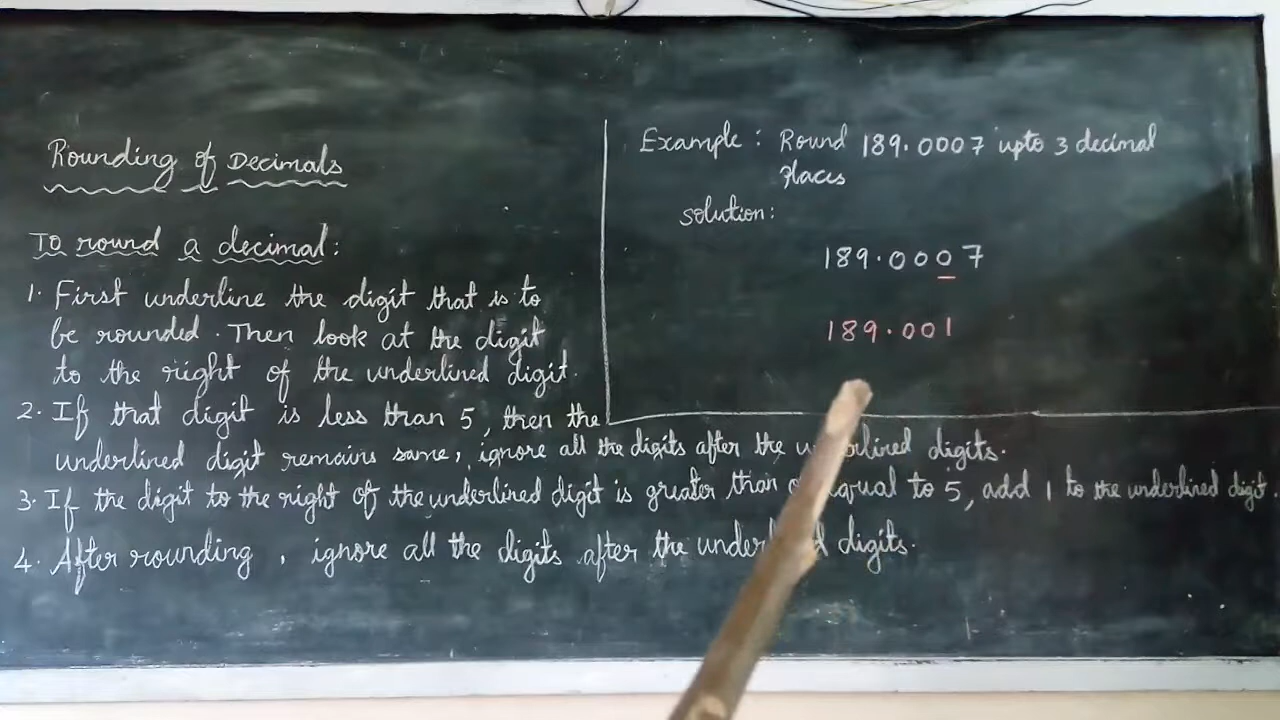 Rounding of Decimals
To round a decimal:
1. First underline the digit that is to
be rounded. Then look at the digit
to the right of the underlined digit.
2. If that digit is less than 5, then the
underlined digit remains same, ignore all the digits after the underlined digits.
3. If the digit to the right of the underlined digit is greater than or equal to 5, add 1 to the underlined digit.
4. After rounding, ignore all the digits after the underlined digits.
Example: Round 189.0007 upto 3 decimal
places
solution:
189.0007
189.001